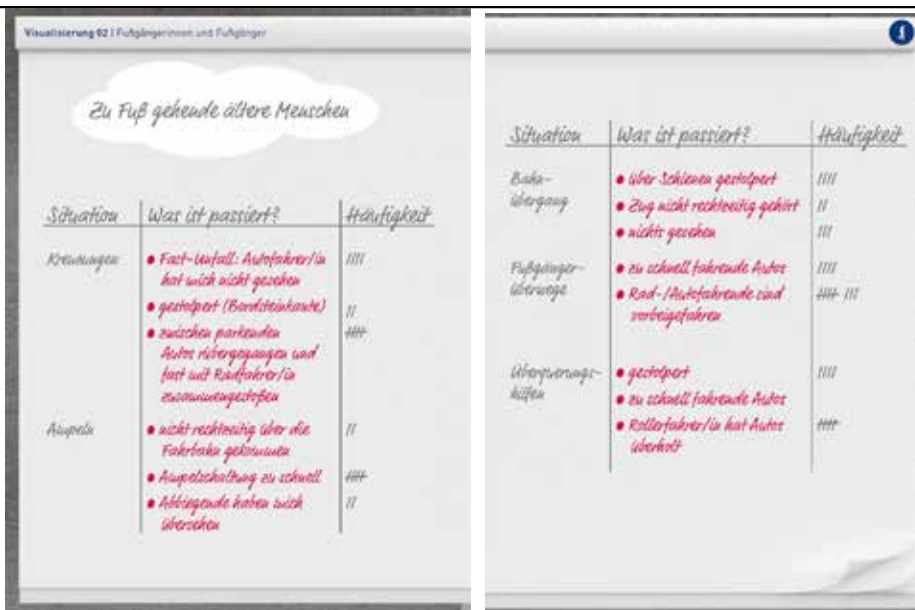 Visualisierung 02 | Fußgängerinnen und Fußgänger
Zu Fuß gehende ältere Menschen
Situation Was ist passiert? Häufigkeit
Kreuzungen • Fast-Unfall: Autofahrer/in IIII
hat mich nicht gesehen
• gestolpert (Bordsteinkante) II
• zwischen parkenden IIII
Autos rübergegangen und
fast mit Radfahrer/in
zusammengestoßen
Ampeln • nicht rechtzeitig über die II
Fahrbahn gekommen
• Ampelschaltung zu schnell IIII
• Abbiegende haben mich II
übersehen
Situation Was ist passiert? Häufigkeit
Bahn- • über Schienen gestolpert IIII
übergang • Zug nicht rechtzeitig gehört II
• nichts gesehen III
Fußgänger- • zu schnell fahrende Autos IIII
überwege • Rad-/Autofahrende sind IIII III
vorbeigefahren
Überquerungs- • gestolpert IIII
hilfen • zu schnell fahrende Autos
• Rollerfahrer/in hat Autos IIII
überholt